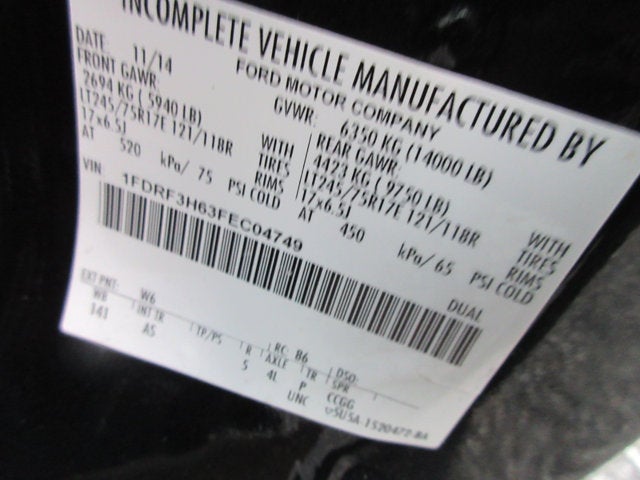 INCOMPLETE VEHICLE MANUFACTURED BY
FORD MOTOR COMPANY
DATE: 11/14 GVWR: 6350 KG (14000 LB)
FRONT GAWR: REAR GAWR:
2694 KG (5940 LB) WITH 4423 KG (9750 LB) WITH
LT245/75R17E 121/118R TIRES LT245/75R17E 121/118R TIRES
17x6.5J RIMS 17x6.5J RIMS
AT 520 kPa/ 75 PSI COLD AT 450 kPa/ 65 PSI COLD
VIN: 1FDRF3H63FEC04749 DUAL
EXT PNT: W6 RC: 86 DSO:
WB INT TR TP/PS R AXLE TR SPR
141 AS 5 4L P CCGG
UNC